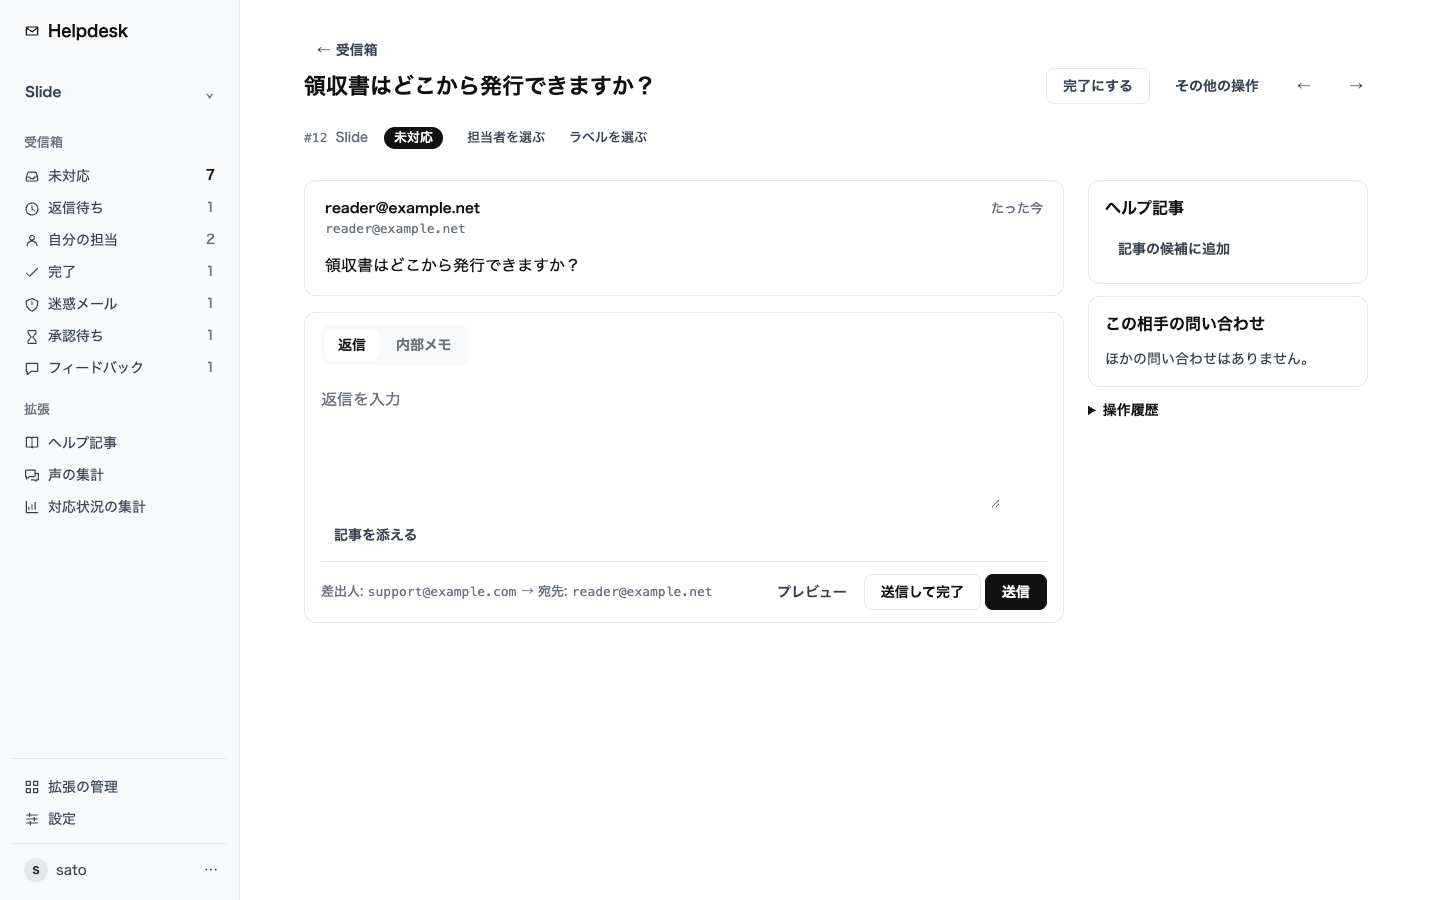 Helpdesk
Slide
受信箱
未対応 7
返信待ち 1
自分の担当 2
完了 1
迷惑メール 1
承認待ち 1
フィードバック 1
拡張
ヘルプ記事
声の集計
対応状況の集計
拡張の管理
設定
S sato ...
← 受信箱
領収書はどこから発行できますか？
完了にする その他の操作 ← →
#12 Slide 未対応 担当者を選ぶ ラベルを選ぶ
reader@example.net たった今
reader@example.net
領収書はどこから発行できますか？
返信 内部メモ
返信を入力
記事を添える
差出人: support@example.com → 宛先: reader@example.net プレビュー 送信して完了 送信
ヘルプ記事
記事の候補に追加
この相手の問い合わせ
ほかの問い合わせはありません。
▶ 操作履歴